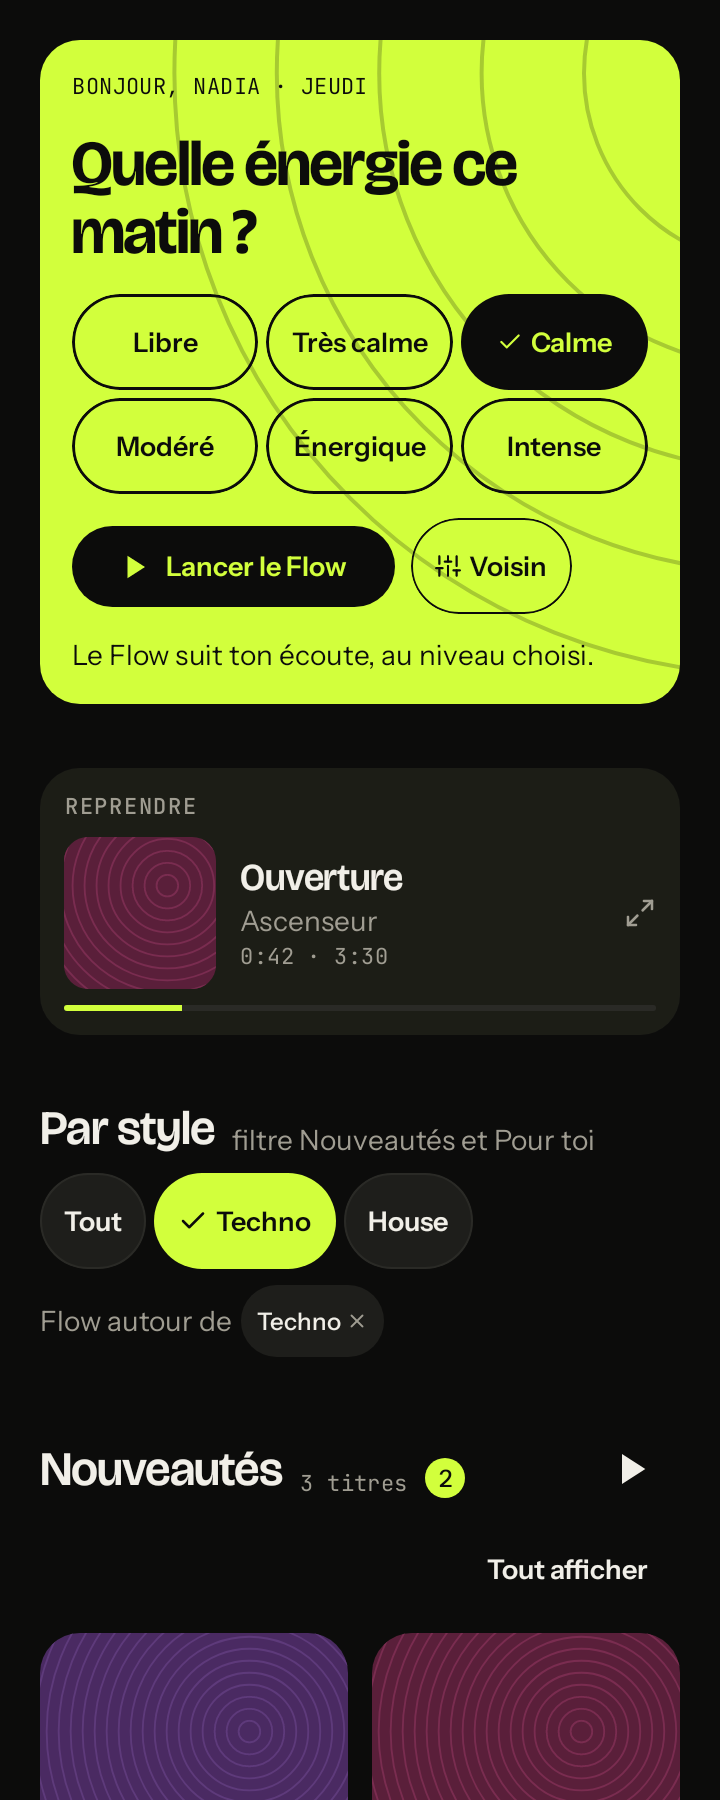 BONJOUR, NADIA · JEUDI
Quelle énergie ce
matin ?
Libre
Très calme
Calme
Modéré
Énergique
Intense
Lancer le Flow
Voisin
Le Flow suit ton écoute, au niveau choisi.
REPRENDRE
Ouverture
Ascenseur
0:42 · 3:30
Par style filtre Nouveautés et Pour toi
Tout
Techno
House
Flow autour de Techno ×
Nouveautés 3 titres 2
Tout afficher